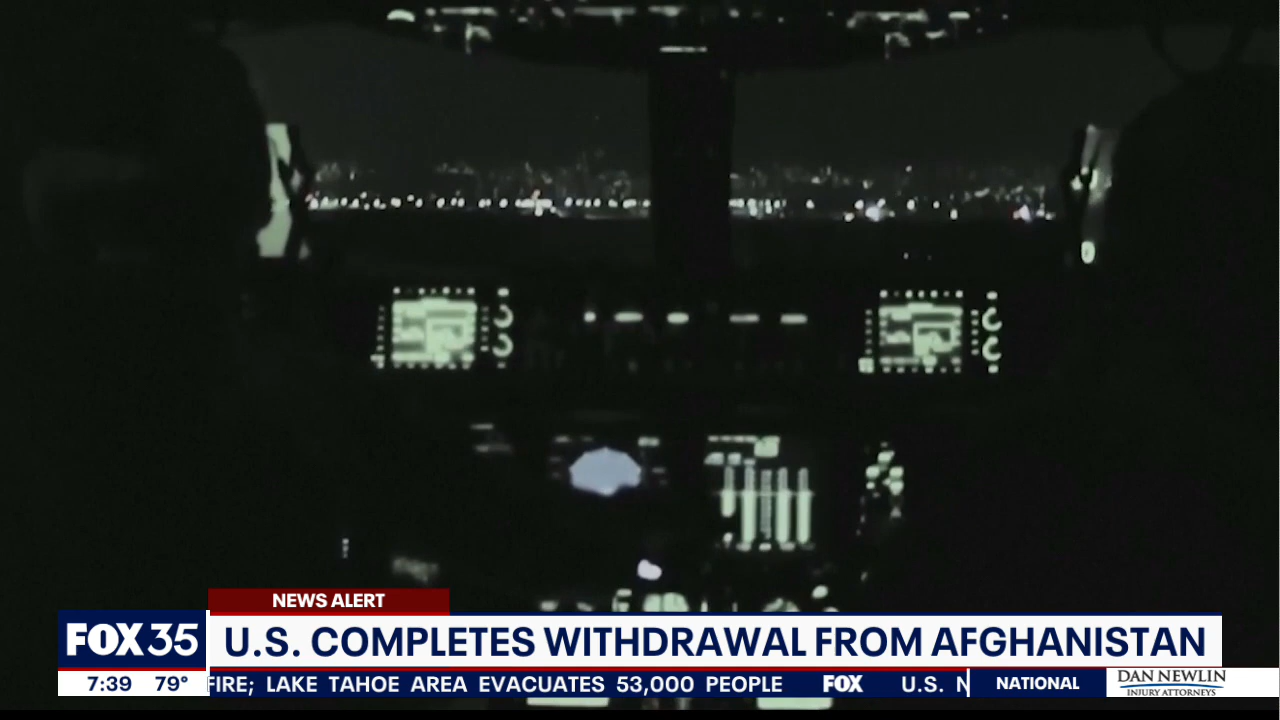 NEWS ALERT
FOX 35
U.S. COMPLETES WITHDRAWAL FROM AFGHANISTAN
7:39 79°
FIRE; LAKE TAHOE AREA EVACUATES 53,000 PEOPLE FOX U.S. N
NATIONAL
DAN NEWLIN
INJURY ATTORNEYS